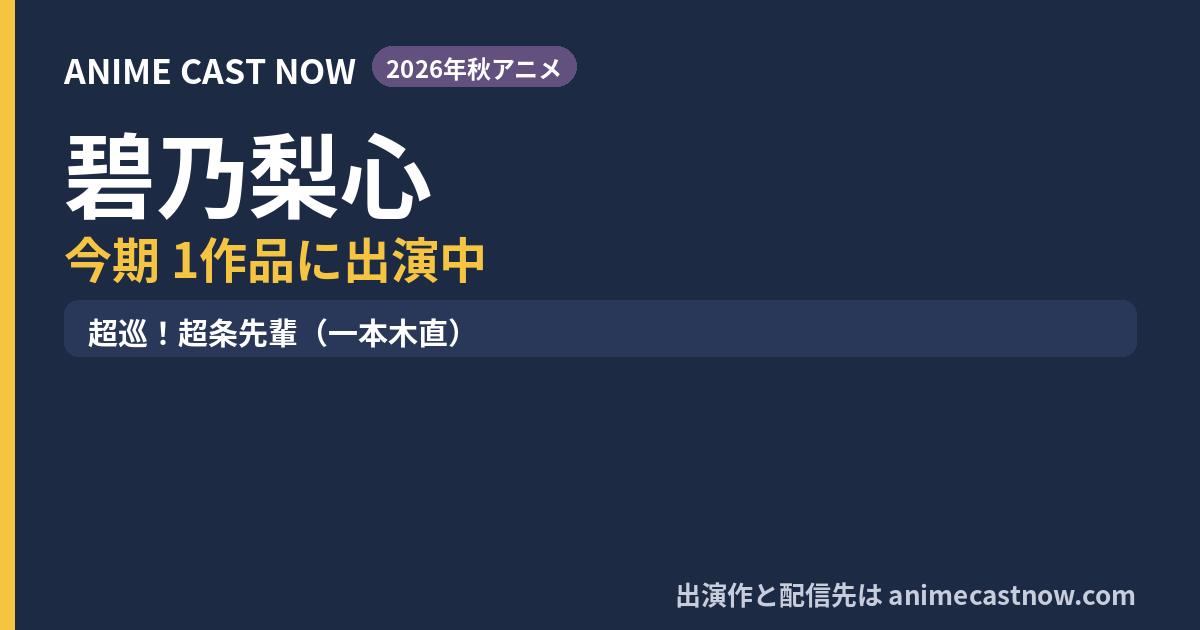 ANIME CAST NOW 2026年秋アニメ
碧乃梨心
今期 1作品に出演中
超巡！超条先輩（一本木直）
出演作と配信先は animecastnow.com